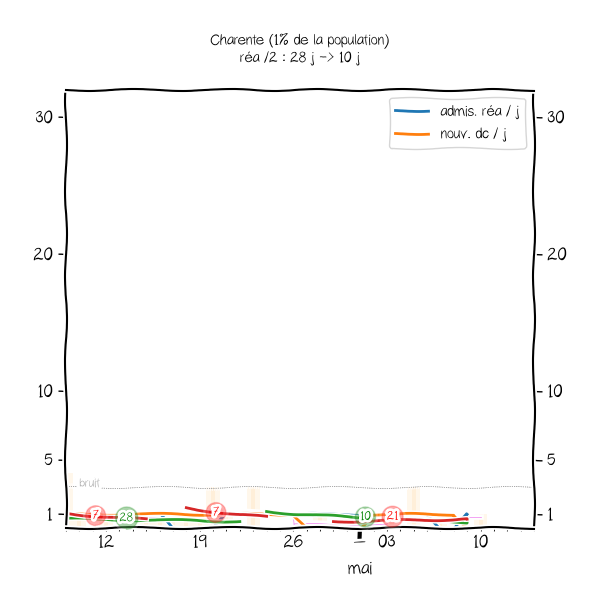 Charente (1% de la population)
réa /2 : 28 j -> 10 j
admis. réa / j
nouv. dc / j
30 30
20 20
10 10
5 5
bruit
1 7 28 7 10 21 1
12 19 26 03 10
mai